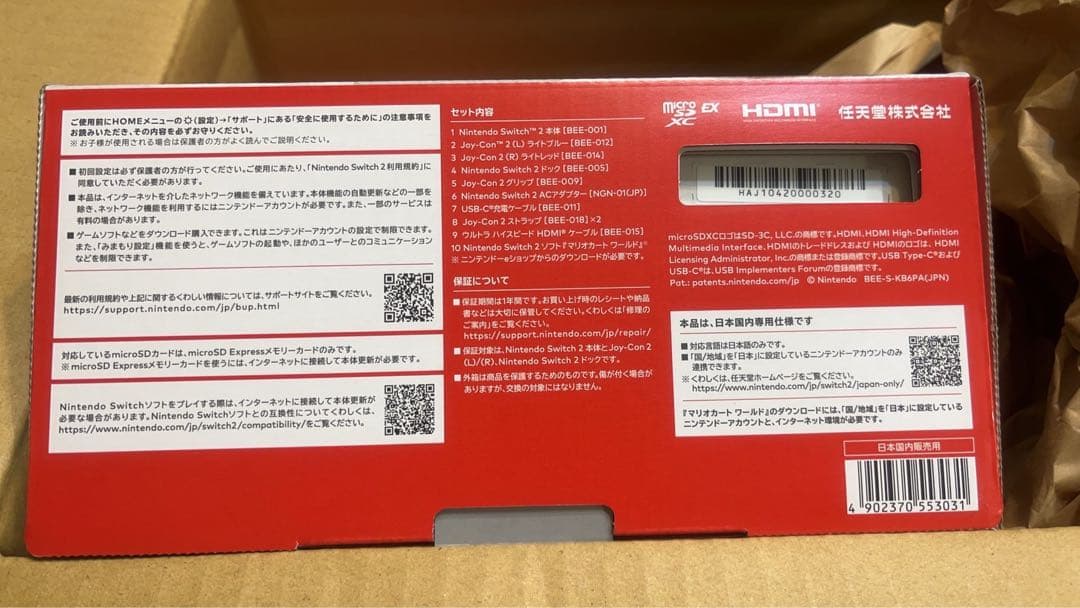 ご使用前にHOMEメニューの(設定)→「サポート」にある「安全に使用するために」の注意事項を
お読みいただき、その内容を必ずお守りください。
※お子様が使用される場合は保護者の方がよく読んでご説明ください。
■初回設定は必ず保護者の方が行ってください。ご使用にあたり、「Nintendo Switch 2 利用規約」に
同意していただく必要があります。
■本品は、インターネットを介したネットワーク機能を備えています。本体機能の自動更新などの一部を
除き、ネットワーク機能を利用するにはニンテンドーアカウントが必要です。また、一部のサービスは
有料の場合があります。
■ゲームソフトなどをダウンロード購入できます。これはニンテンドーアカウントの設定で制限できます。
また、「みまもり設定」機能を使うと、ゲームソフトの起動や、ほかのユーザーとのコミュニケーション
などを制限できます。
最新の利用規約や上記に関するくわしい情報については、サポートサイトをご覧ください。
https://support.nintendo.com/jp/bup.html
対応しているmicroSDカードは、microSD Expressメモリーカードのみです。
※microSD Expressメモリーカードを使うには、インターネットに接続して本体更新が必要です。
Nintendo Switchソフトをプレイする際は、インターネットに接続して本体更新が
必要な場合があります。Nintendo Switchソフトとの互換性についてくわしくは、
https://www.nintendo.com/jp/switch2/compatibility/をご覧ください。
セット内容
1 Nintendo Switch™ 2 本体 [BEE-001]
2 Joy-Con™ 2 (L) ライトブルー [BEE-012]
3 Joy-Con 2 (R) ライトレッド [BEE-014]
4 Nintendo Switch 2 ドック [BEE-005]
5 Joy-Con 2 グリップ [BEE-009]
6 Nintendo Switch 2 ACアダプター [NGN-01(JP)]
7 USB-C®充電ケーブル [BEE-011]
8 Joy-Con 2 ストラップ [BEE-018]×2
9 ウルトラ ハイスピード HDMI® ケーブル [BEE-015]
10 Nintendo Switch 2 ソフト『マリオカート ワールド』※
※ ニンテンドーeショップからのダウンロードが必要です。
保証について
■保証期間は1年間です。お買い上げ時のレシートや納品
書などは大切に保管してください。くわしくは「修理の
ご案内」をご覧ください。
https://support.nintendo.com/jp/repair/
■保証対象は、Nintendo Switch 2 本体とJoy-Con 2
(L)/(R)、Nintendo Switch 2 ドックです。
■外箱は商品を保護するためのものです。傷が付く場合が
ありますが、交換の対象にはなりません。
micro SD XC EX HDMI 任天堂株式会社
HAJ10420000320
microSDXCロゴはSD-3C, LLC.の商標です。HDMI、HDMI High-Definition
Multimedia Interface、HDMIのトレードドレスおよび HDMIのロゴは、HDMI
Licensing Administrator, Inc.の商標または登録商標です。USB Type-C®および
USB-C®は、USB Implementers Forumの登録商標です。
Pat.: patents.nintendo.com/jp © Nintendo BEE-S-KB6PA(JPN)
本品は、日本国内専用仕様です
■対応言語は日本語のみです。
■「国/地域」を「日本」に設定しているニンテンドーアカウントのみ
連携できます。
※くわしくは、任天堂ホームページをご覧ください。
https://www.nintendo.com/jp/switch2/japan-only/
『マリオカート ワールド』のダウンロードには、「国/地域」を「日本」に設定している
ニンテンドーアカウントと、インターネット環境が必要です。
日本国内販売用
4 902370 553031